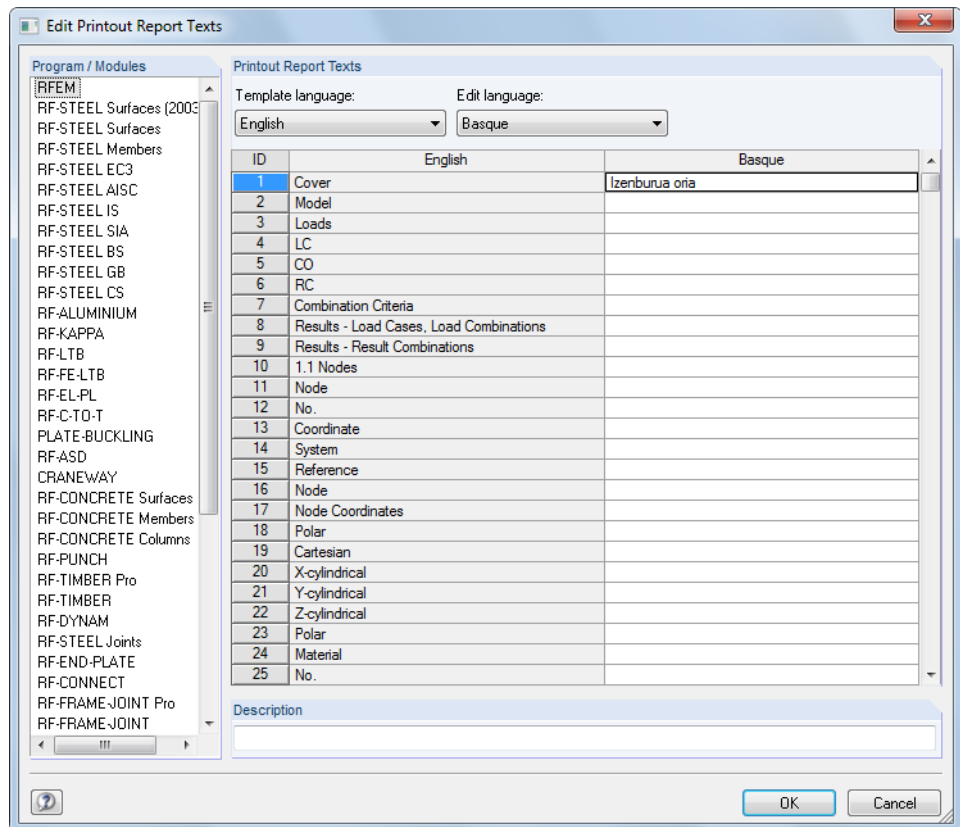 Edit Printout Report Texts
Program / Modules
RFEM
RF-STEEL Surfaces (2003
RF-STEEL Surfaces
RF-STEEL Members
RF-STEEL EC3
RF-STEEL AISC
RF-STEEL IS
RF-STEEL SIA
RF-STEEL BS
RF-STEEL GB
RF-STEEL CS
RF-ALUMINIUM
RF-KAPPA
RF-LTB
RF-FE-LTB
RF-EL-PL
RF-C-TO-T
PLATE-BUCKLING
RF-ASD
CRANEWAY
RF-CONCRETE Surfaces
RF-CONCRETE Members
RF-CONCRETE Columns
RF-PUNCH
RF-TIMBER Pro
RF-TIMBER
RF-DYNAM
RF-STEEL Joints
RF-END-PLATE
RF-CONNECT
RF-FRAME-JOINT Pro
RF-FRAME-JOINT
Printout Report Texts
Template language: Edit language:
English Basque
ID English Basque
1 Cover Izenburua oria
2 Model
3 Loads
4 LC
5 CO
6 RC
7 Combination Criteria
8 Results - Load Cases, Load Combinations
9 Results - Result Combinations
10 1.1 Nodes
11 Node
12 No.
13 Coordinate
14 System
15 Reference
16 Node
17 Node Coordinates
18 Polar
19 Cartesian
20 X-cylindrical
21 Y-cylindrical
22 Z-cylindrical
23 Polar
24 Material
25 No.
Description
OK Cancel